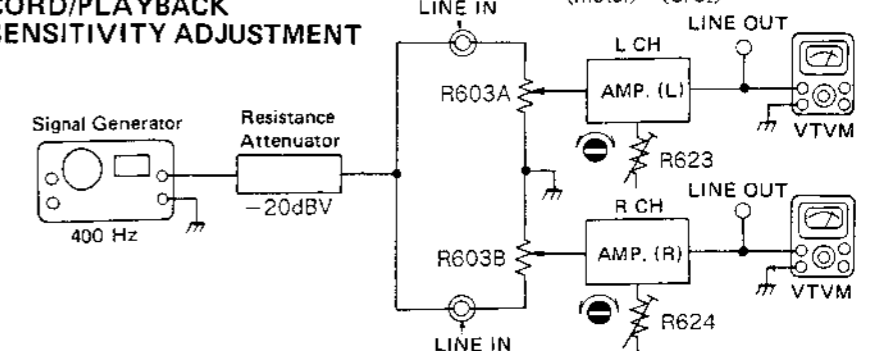 CORD/PLAYBACK
SENSITIVITY ADJUSTMENT
LINE IN
LINE OUT
L CH
R603A
AMP. (L)
VTVM
R623
Signal Generator
Resistance
Attenuator
−20dBV
400 Hz
LINE OUT
R CH
R603B
AMP. (R)
VTVM
R624
LINE IN